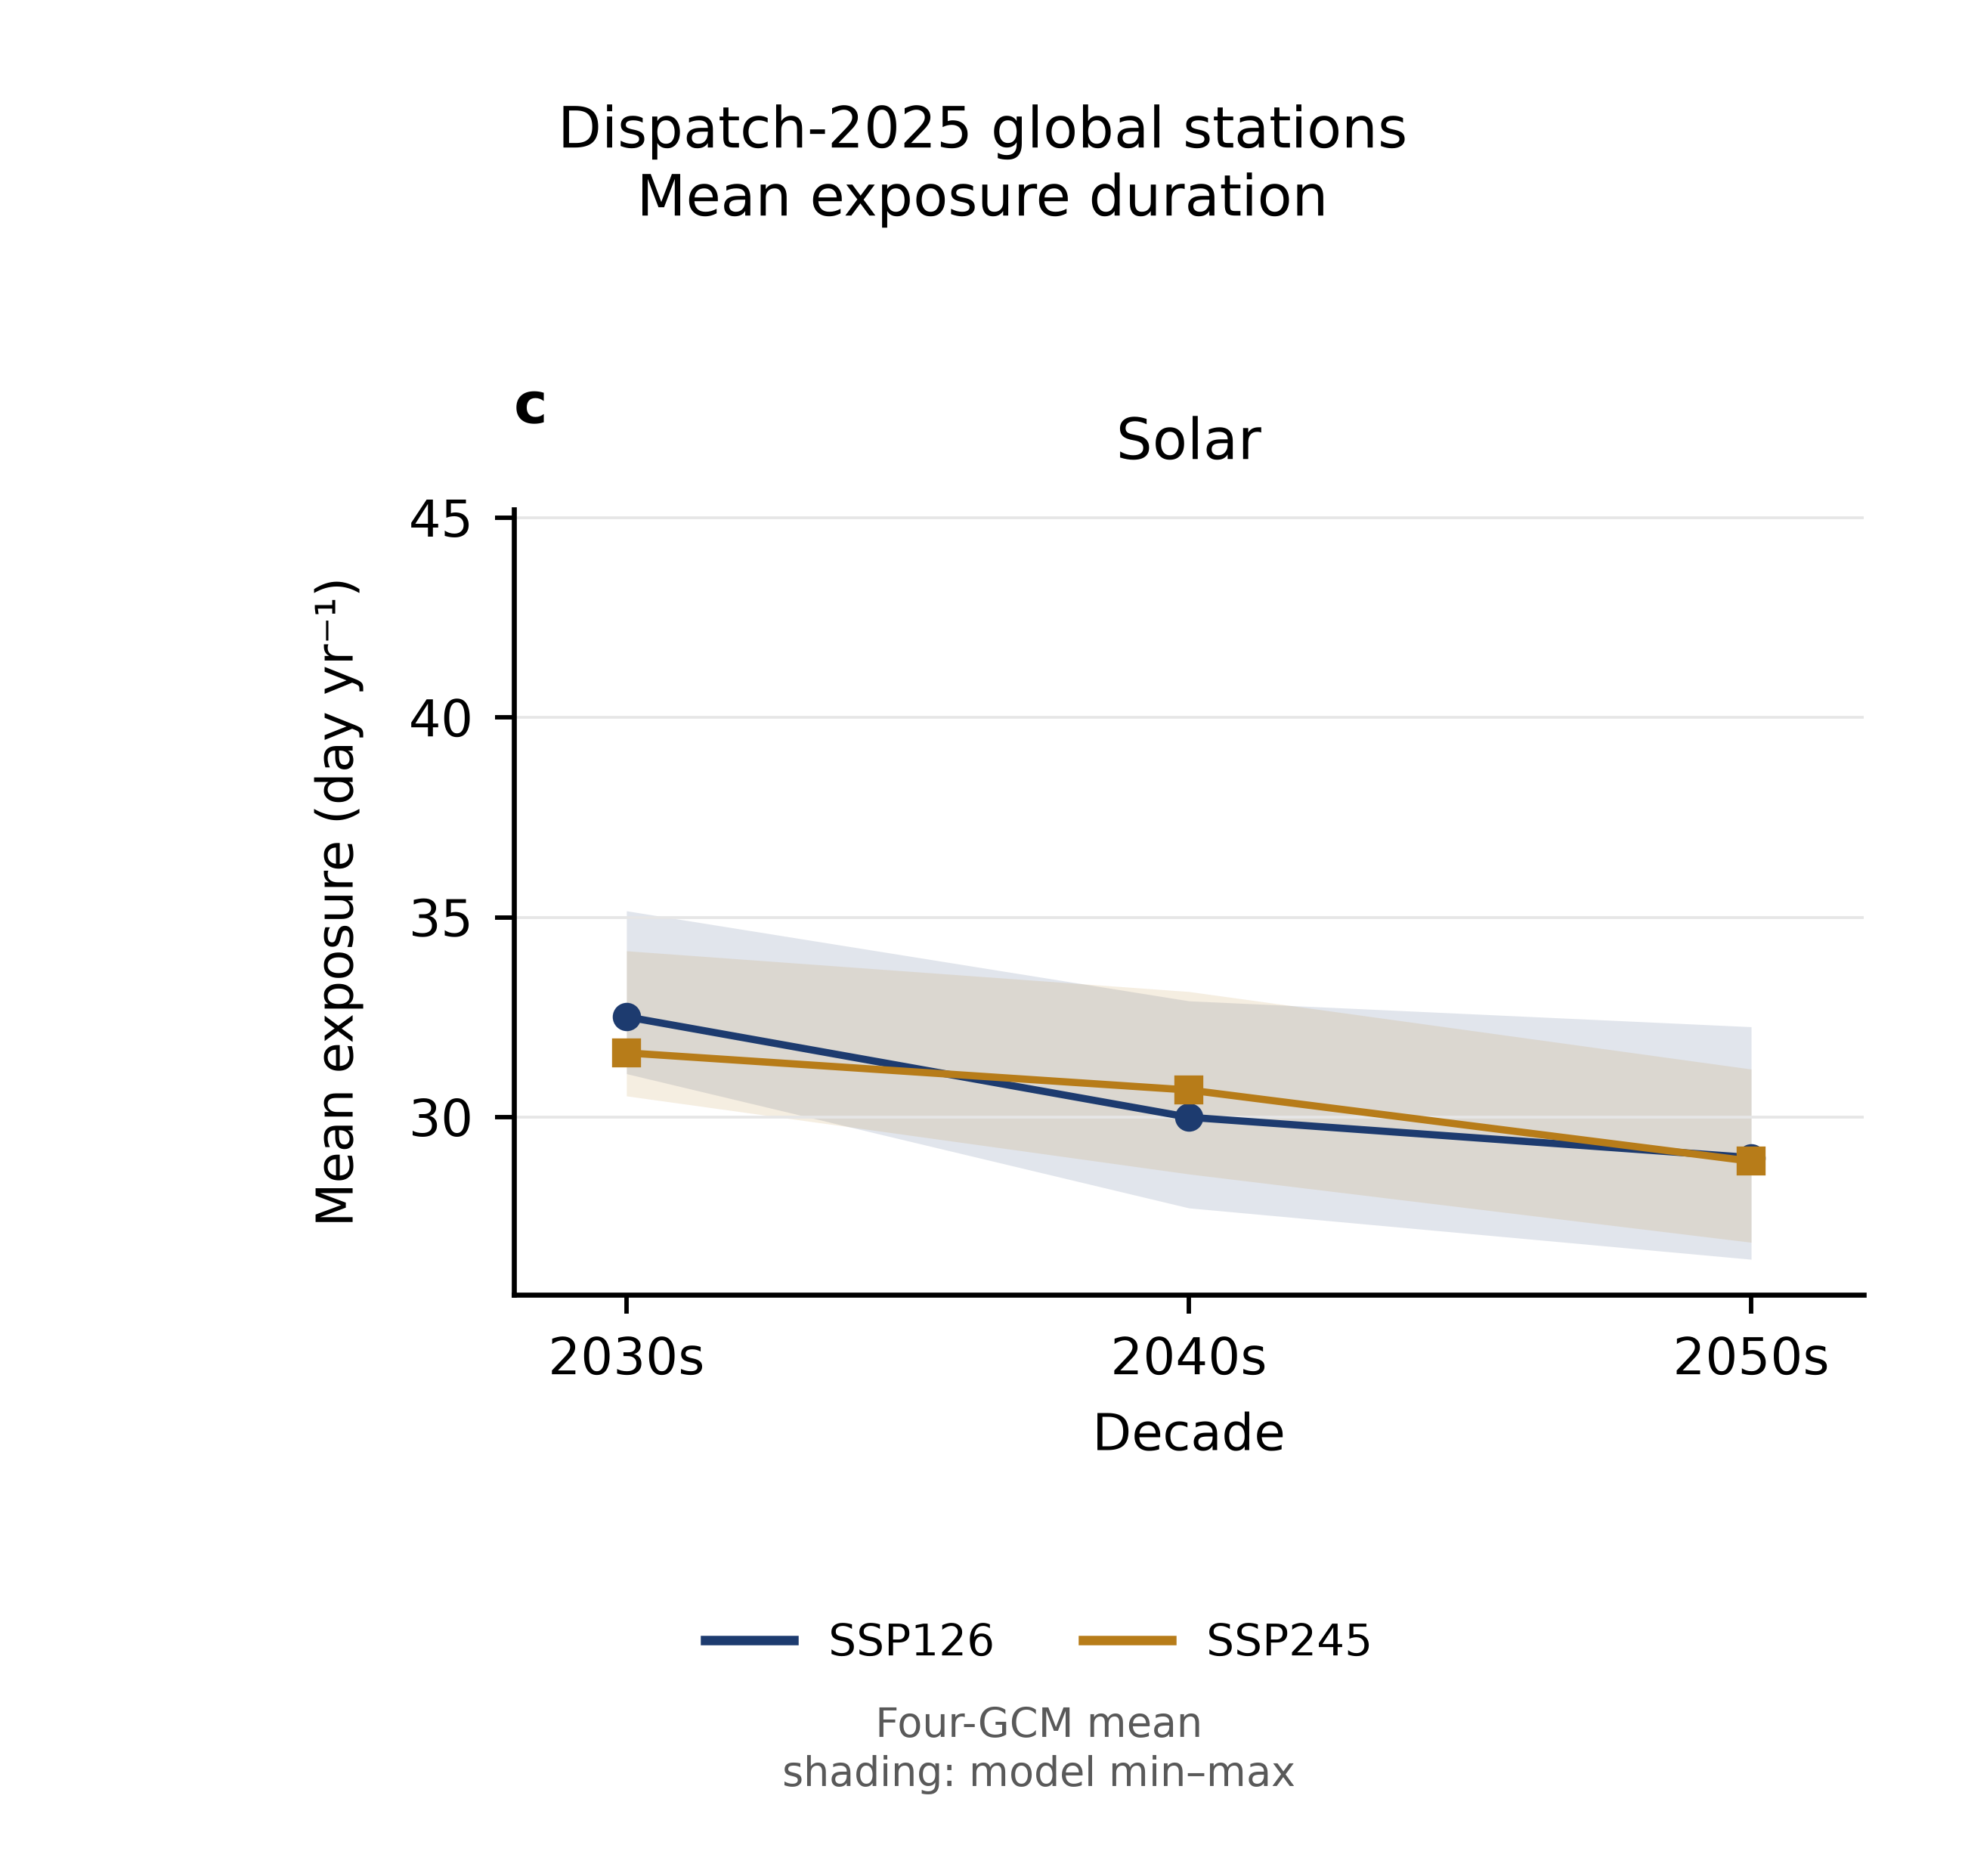 Dispatch-2025 global stations
Mean exposure duration
c
Solar
45
40
35
30
Mean exposure (day yr⁻¹)
2030s 2040s 2050s
Decade
SSP126 SSP245
Four-GCM mean
shading: model min–max